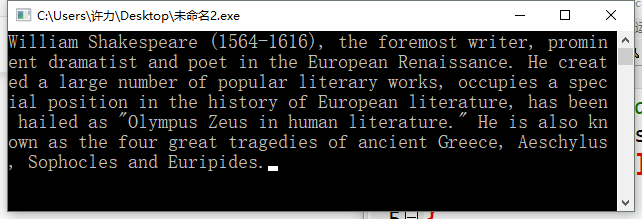 C:\Users\许力\Desktop\未命名2.exe
William Shakespeare (1564-1616), the foremost writer, promin
ent dramatist and poet in the European Renaissance. He creat
ed a large number of popular literary works, occupies a spec
ial position in the history of European literature, has been
 hailed as "Olympus Zeus in human literature." He is also kn
own as the four great tragedies of ancient Greece, Aeschylus
, Sophocles and Euripides.
5
{